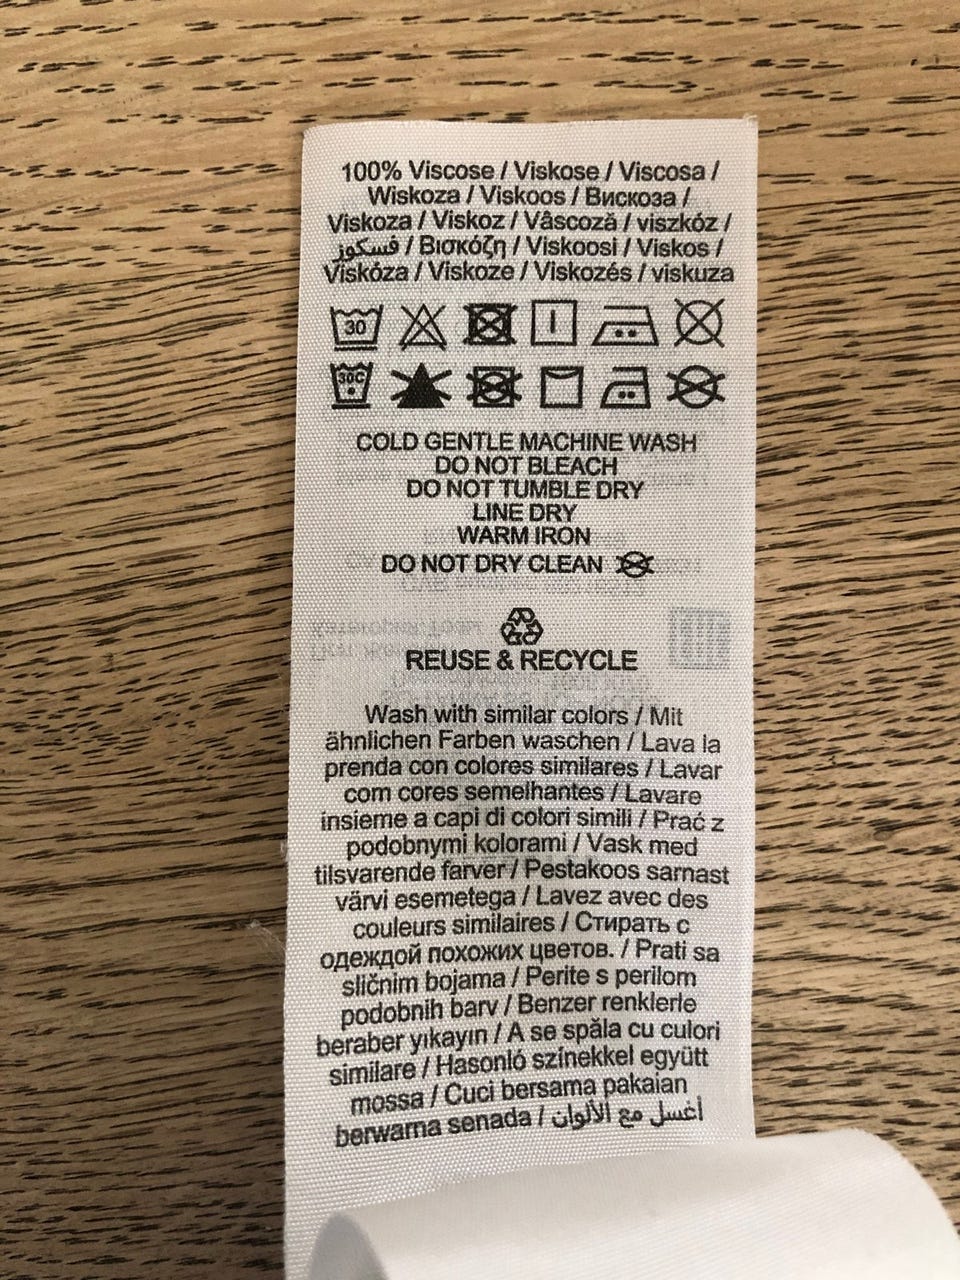 100% Viscose / Viskose / Viscosa /
Wiskoza / Viskoos / Вискоза /
Viskoza / Viskoz / Vâscoză / viszkóz /
فسكوز / Βισκόζη / Viskoosi / Viskos /
Viskóza / Viskoze / Viskozés / viskuza
30
30C
COLD GENTLE MACHINE WASH
DO NOT BLEACH
DO NOT TUMBLE DRY
LINE DRY
WARM IRON
DO NOT DRY CLEAN
REUSE & RECYCLE
Wash with similar colors / Mit
ähnlichen Farben waschen / Lava la
prenda con colores similares / Lavar
com cores semelhantes / Lavare
insieme a capi di colori simili / Prać z
podobnymi kolorami / Vask med
tilsvarende farver / Pestakoos sarnast
värvi esemetega / Lavez avec des
couleurs similaires / Стирать с
одеждой похожих цветов. / Prati sa
sličnim bojama / Perite s perilom
podobnih barv / Benzer renklerle
beraber yıkayın / A se spăla cu culori
similare / Hasonló színekkel együtt
mossa / Cuci bersama pakaian
berwarna senada / أغسل مع الألوان